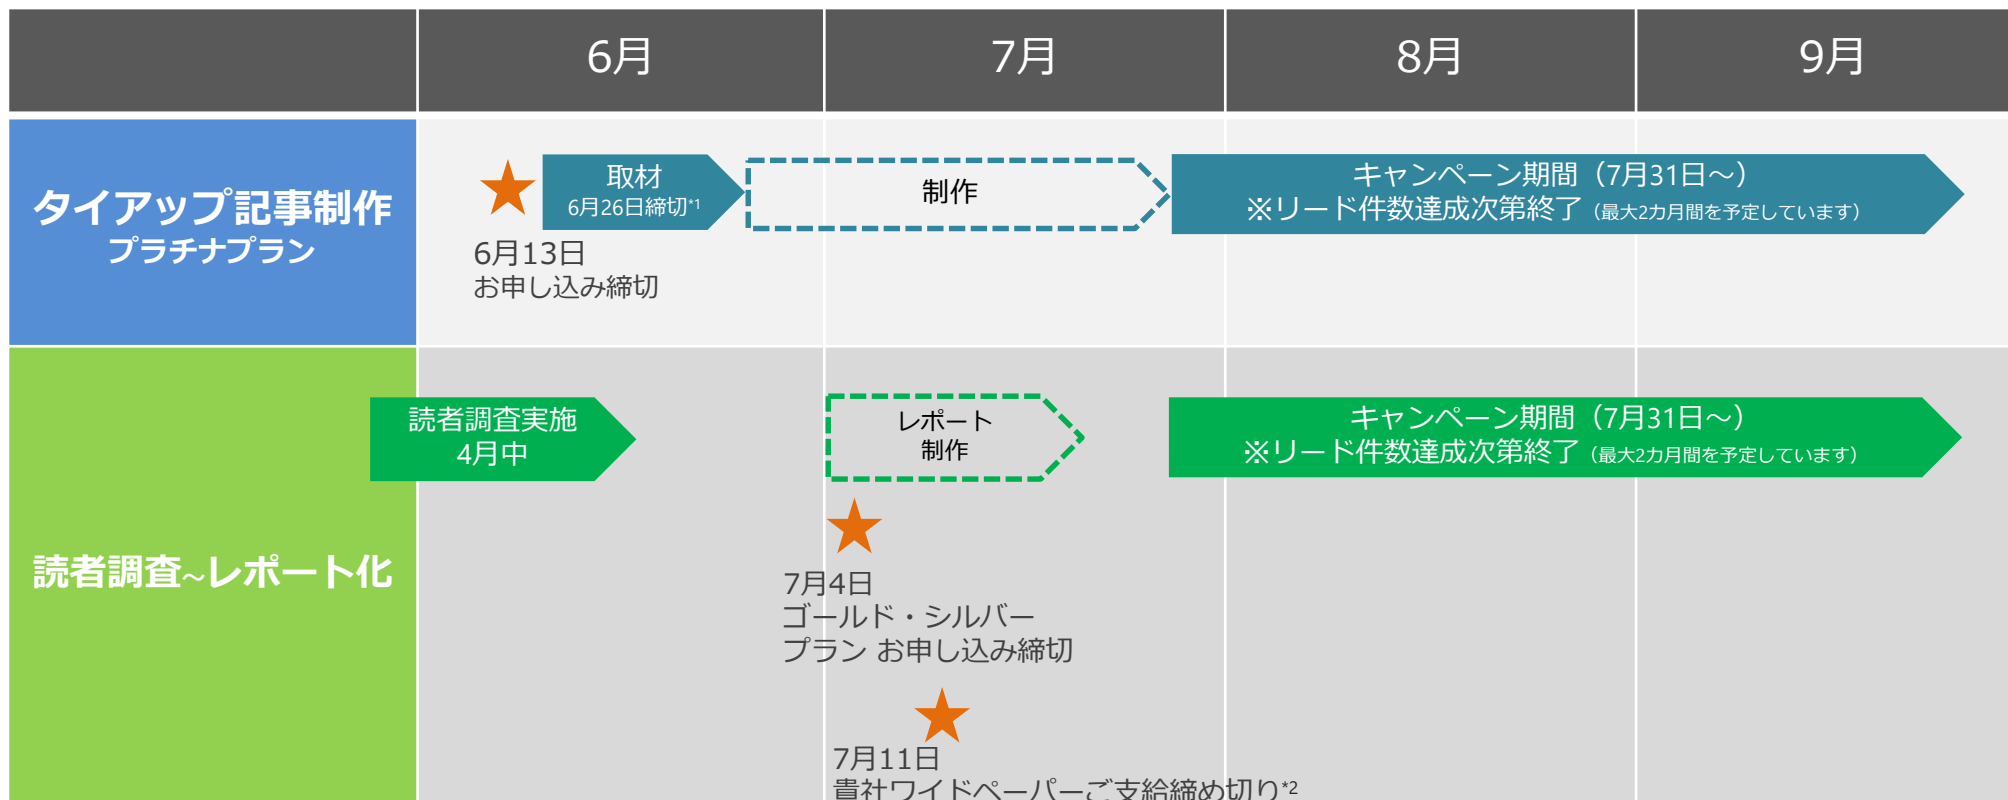 6月
7月
8月
9月
タイアップ記事制作
プラチナプラン
取材
6月26日締切*1
制作
キャンペーン期間（7月31日～）
※リード件数達成次第終了（最大2カ月間を予定しています）
6月13日
お申し込み締切
読者調査~レポート化
読者調査実施
4月中
レポート
制作
キャンペーン期間（7月31日～）
※リード件数達成次第終了（最大2カ月間を予定しています）
7月4日
ゴールド・シルバー
プラン お申し込み締切
7月11日
貴社ワイドペーパーご支給締め切り*2